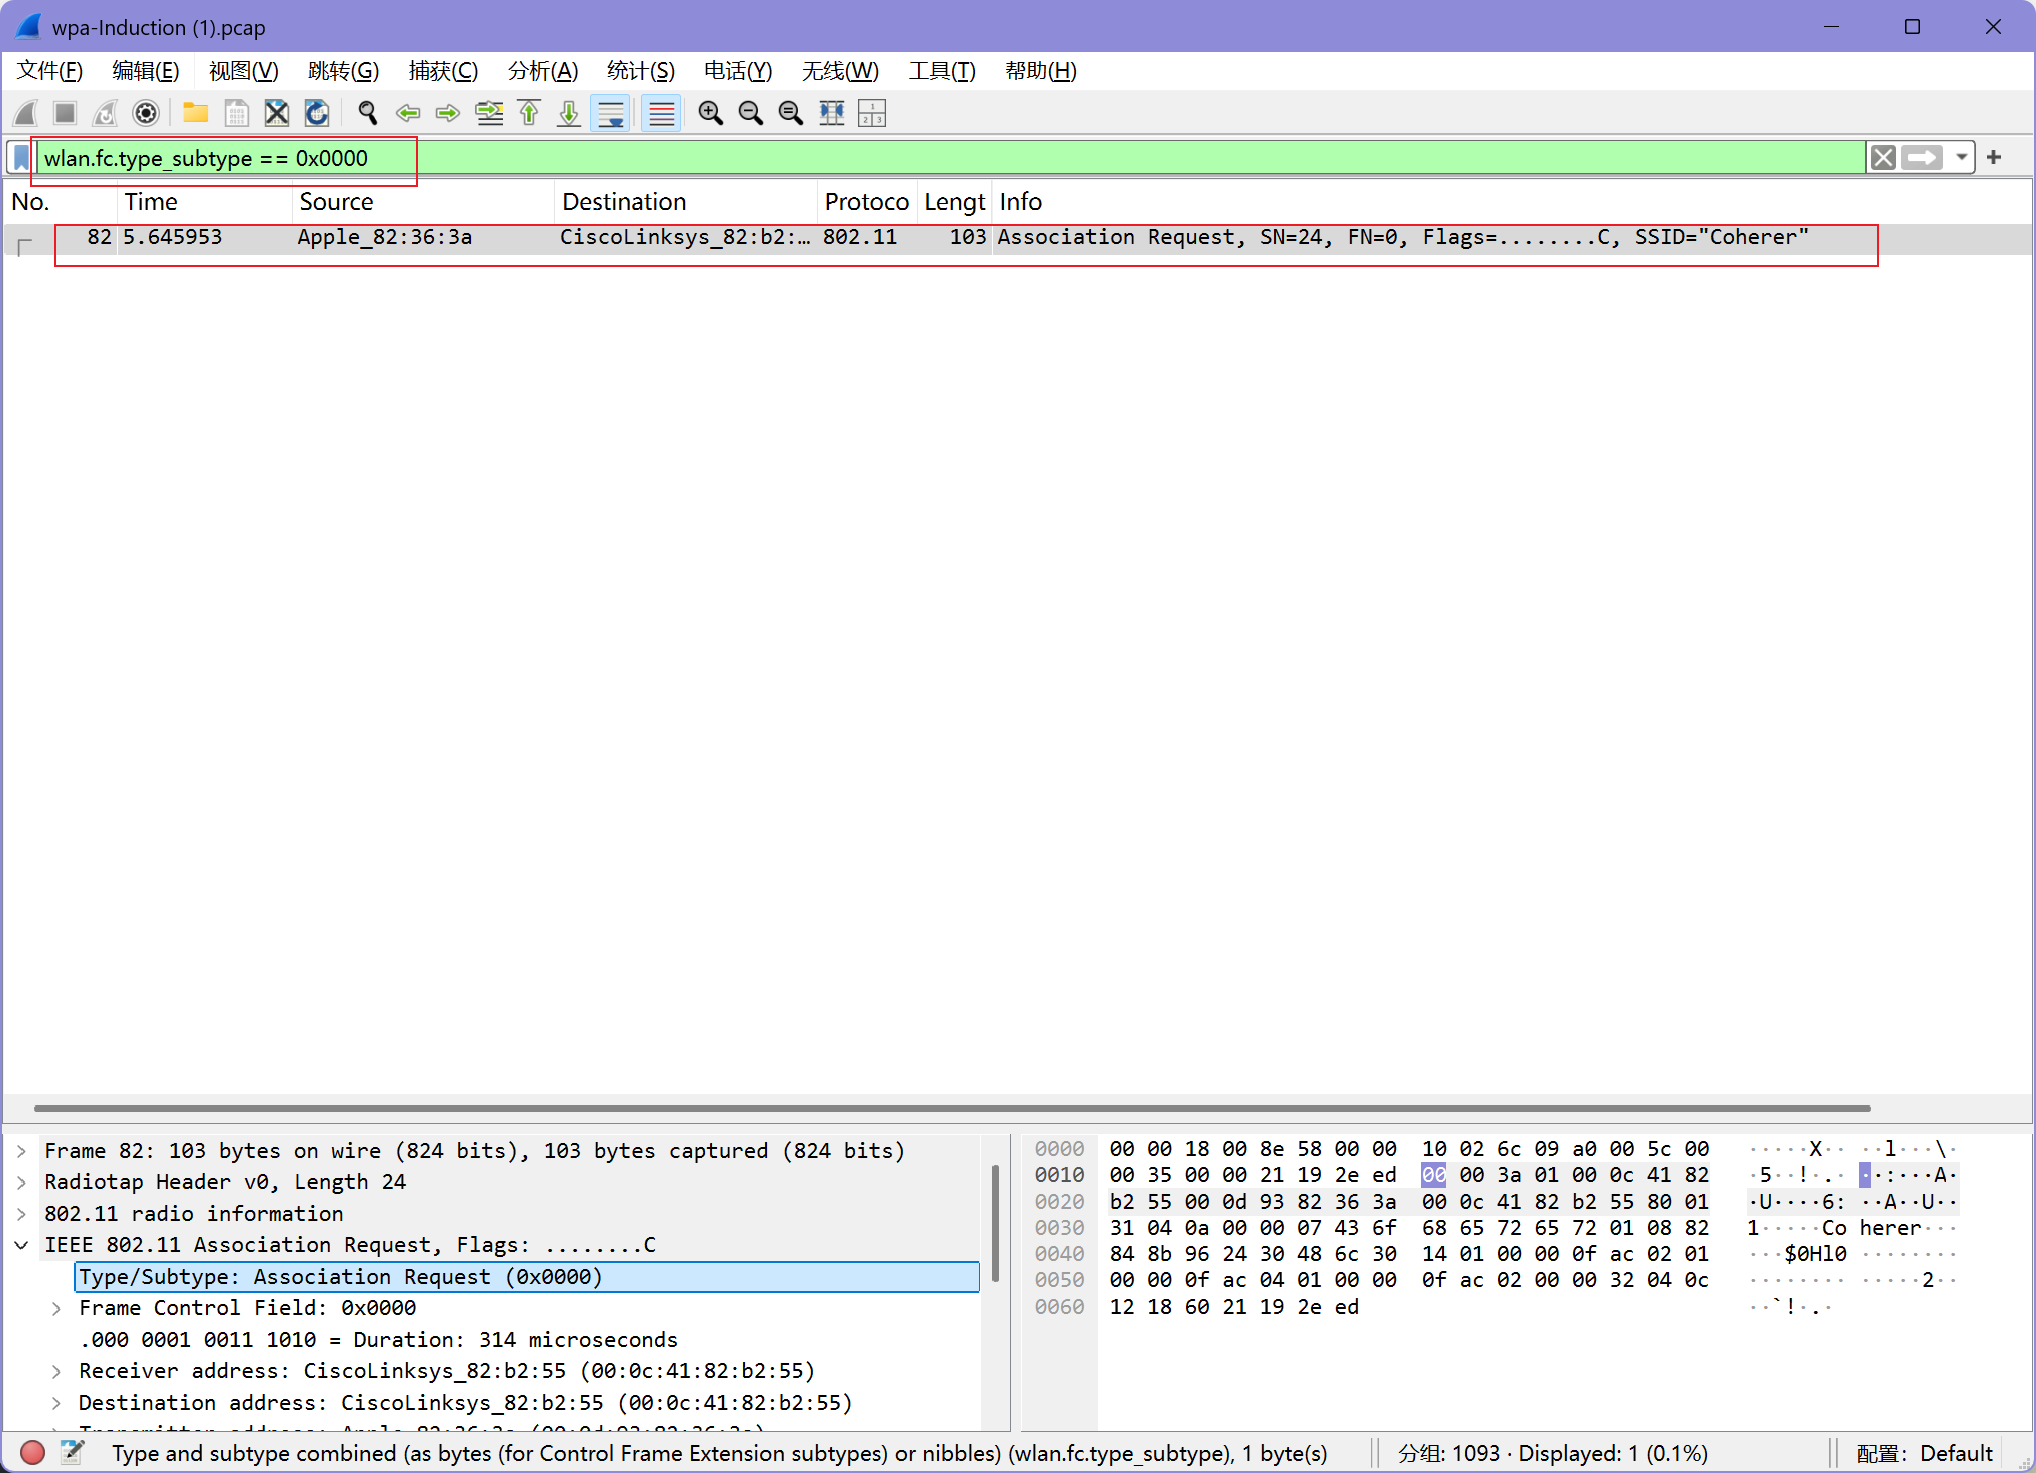 wpa-Induction (1).pcap
文件(F) 编辑(E) 视图(V) 跳转(G) 捕获(C) 分析(A) 统计(S) 电话(Y) 无线(W) 工具(T) 帮助(H)
wlan.fc.type_subtype == 0x0000
No. Time Source Destination Protoco Lengt Info
82 5.645953 Apple_82:36:3a CiscoLinksys_82:b2:… 802.11 103 Association Request, SN=24, FN=0, Flags=........C, SSID="Coherer"
Frame 82: 103 bytes on wire (824 bits), 103 bytes captured (824 bits)
Radiotap Header v0, Length 24
802.11 radio information
IEEE 802.11 Association Request, Flags: ........C
Type/Subtype: Association Request (0x0000)
Frame Control Field: 0x0000
.000 0001 0011 1010 = Duration: 314 microseconds
Receiver address: CiscoLinksys_82:b2:55 (00:0c:41:82:b2:55)
Destination address: CiscoLinksys_82:b2:55 (00:0c:41:82:b2:55)
Transmitter address: Apple_82:36:3a (00:0d:93:82:36:3a)
0000 00 00 18 00 8e 58 00 00 10 02 6c 09 a0 00 5c 00 ·····X·· ··l···\·
0010 00 35 00 00 21 19 2e ed 00 00 3a 01 00 0c 41 82 ·5··!·.· ··:···A·
0020 b2 55 00 0d 93 82 36 3a 00 0c 41 82 b2 55 80 01 ·U····6: ··A··U··
0030 31 04 0a 00 00 07 43 6f 68 65 72 65 72 01 08 82 1·····Co herer···
0040 84 8b 96 24 30 48 6c 30 14 01 00 00 0f ac 02 01 ···$0Hl0 ········
0050 00 00 0f ac 04 01 00 00 0f ac 02 00 00 32 04 0c ········ ·····2··
0060 12 18 60 21 19 2e ed ··`!·.·
Type and subtype combined (as bytes (for Control Frame Extension subtypes) or nibbles) (wlan.fc.type_subtype), 1 byte(s) 分组: 1093 · Displayed: 1 (0.1%) 配置: Default